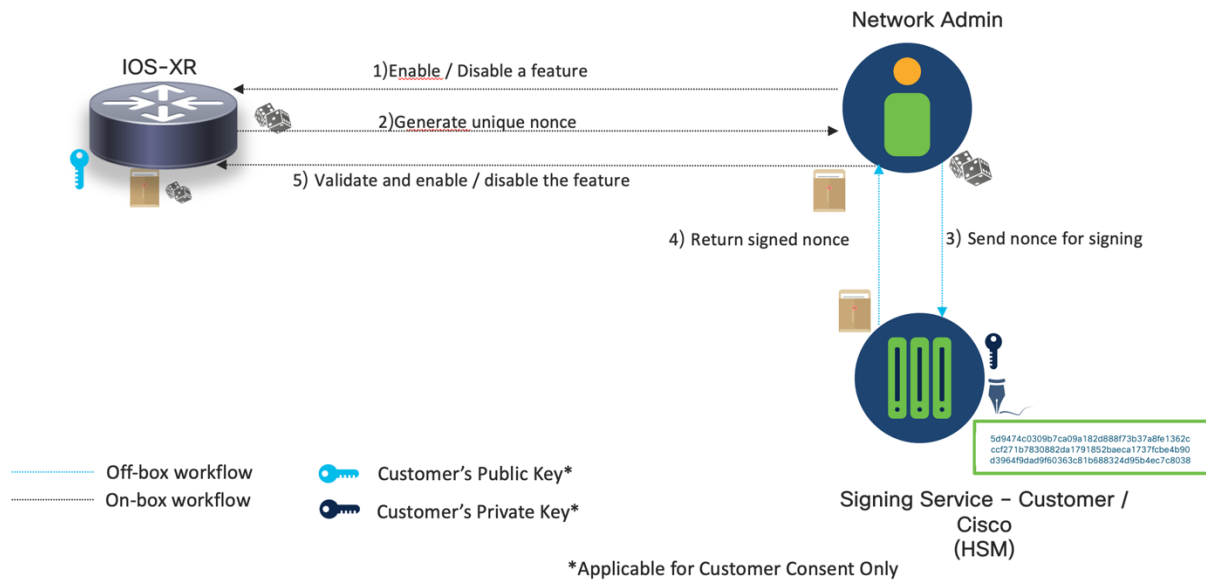 Network Admin
IOS-XR
1)Enable / Disable a feature
2)Generate unique nonce
5) Validate and enable / disable the feature
4) Return signed nonce
3) Send nonce for signing
5d9474c0309b7ca09a182d888f73b37a8fe1362c
ccf271b7830882da1791852baeca1737fcbe4b90
d3964f9dad9f60363c81b688324d95b4ec7c8038
Off-box workflow
On-box workflow
Customer's Public Key*
Customer's Private Key*
Signing Service – Customer /
Cisco
(HSM)
*Applicable for Customer Consent Only